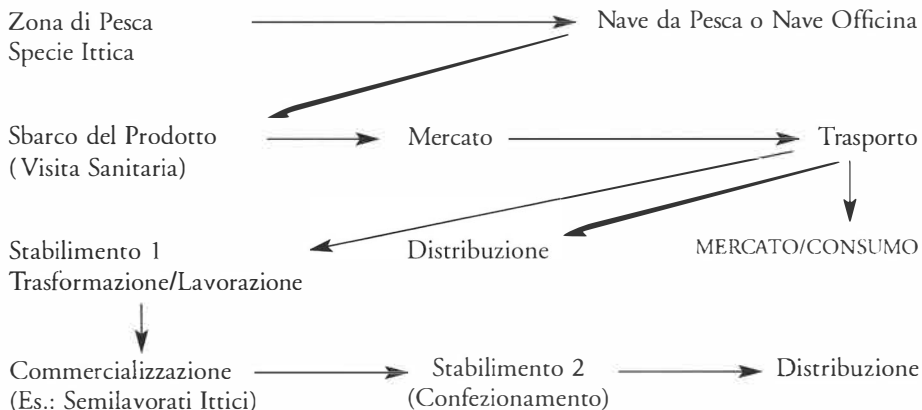 Zona di Pesca
Specie Ittica
Nave da Pesca o Nave Officina
Sbarco del Prodotto
(Visita Sanitaria)
Mercato
Trasporto
Stabilimento 1
Trasformazione/Lavorazione
Distribuzione
MERCATO/CONSUMO
Commercializzazione
(Es.: Semilavorati Ittici)
Stabilimento 2
(Confezionamento)
Distribuzione